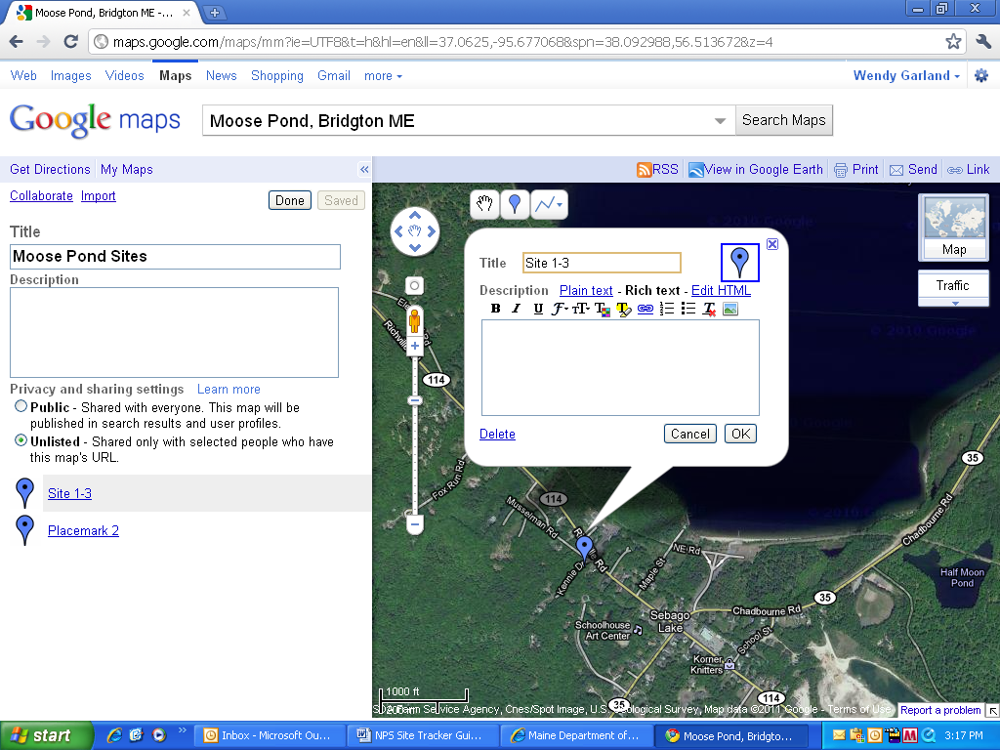 Moose Pond, Bridgton ME -...
maps.google.com/maps/mm?ie=UTF8&t=h&hl=en&ll=37.0625,-95.677068&spn=38.092988,56.513672&z=4
Web Images Videos Maps News Shopping Gmail more
Wendy Garland
Google maps
Moose Pond, Bridgton ME
Search Maps
Get Directions My Maps
«
RSS View in Google Earth Print Send Link
Collaborate Import
Done Saved
Title
Moose Pond Sites
Description
Privacy and sharing settings Learn more
Public - Shared with everyone. This map will be
published in search results and user profiles.
Unlisted - Shared only with selected people who have
this map's URL.
Site 1-3
Placemark 2
Map
Traffic
Title Site 1-3
Description Plain text - Rich text - Edit HTML
B I U F T T T T
Delete
Cancel OK
© 2010 Google
114
35
Fox Run Rd
114
Musselman Rd
Kennie Dr
NE Rd
Maple St
Chadbourne Rd
Half Moon
Pond
35
Chadbourne Rd
Sebago
Lake
Schoolhouse
Art Center
School St
Korner
Knitters
35
114
1000 ft
Farm Service Agency, Cnes/Spot Image, U.S. Geological Survey, Map data ©2011 Google - Terms of Use
Report a problem
start
Inbox - Microsoft Ou...
NPS Site Tracker Gui...
Maine Department of...
Moose Pond, Bridgto...
3:17 PM